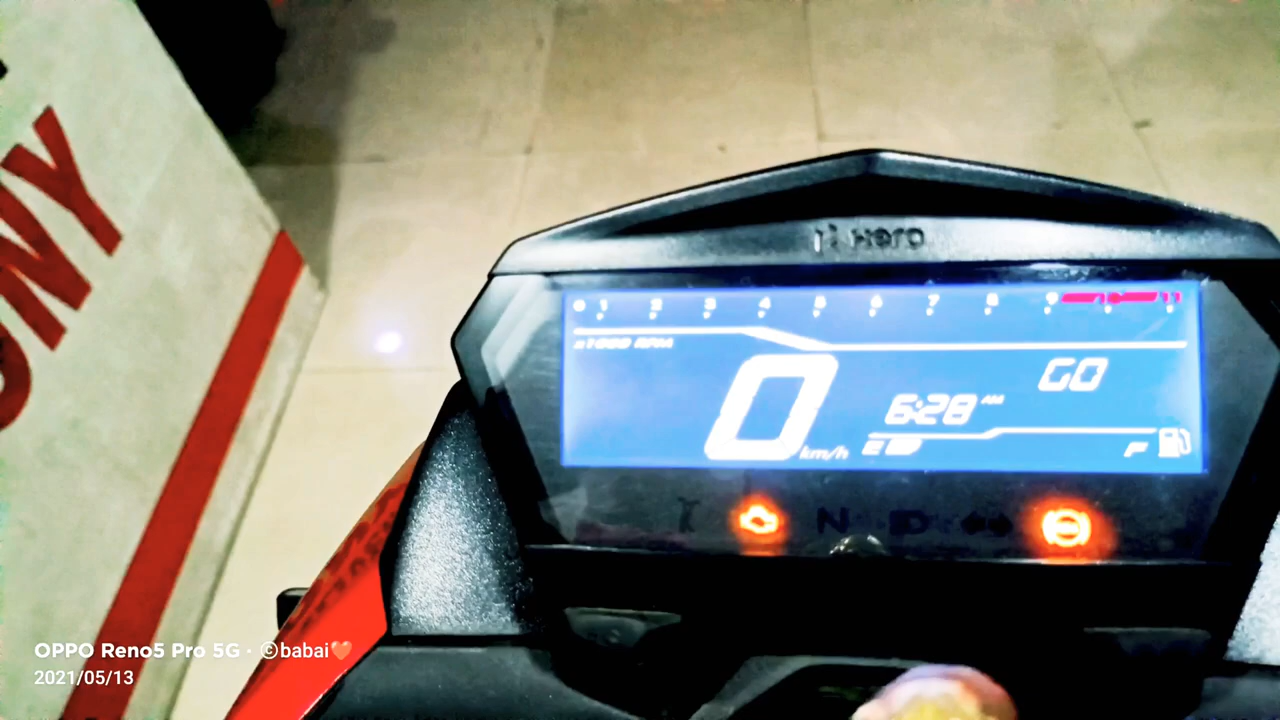 NY
Hero
0 1 2 3 4 5 6 7 8 9 11
x1000 RPM
GO
0 km/h
6:28 AM
E F
N
OPPO Reno5 Pro 5G · ©babai❤️
2021/05/13